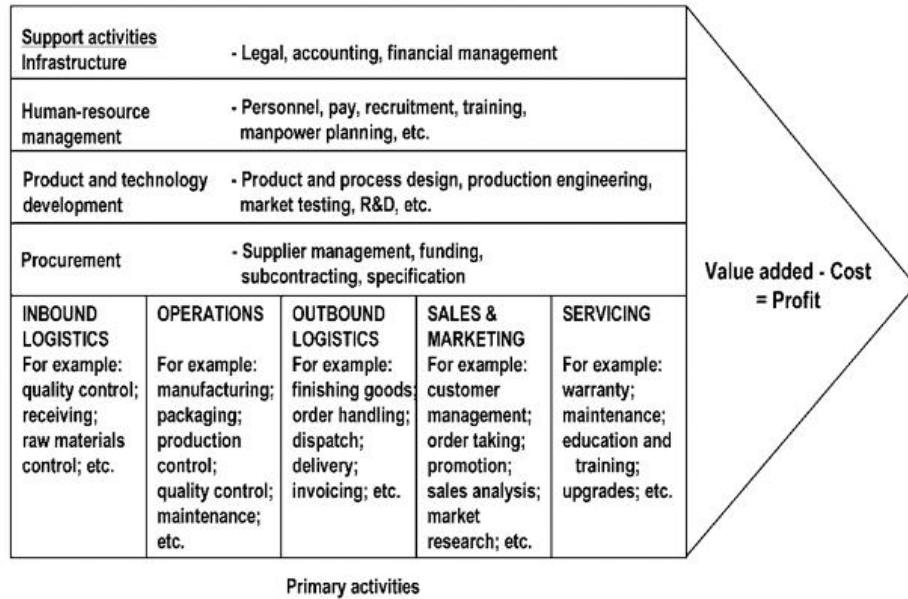 Support activities
Infrastructure
- Legal, accounting, financial management
Human-resource
management
- Personnel, pay, recruitment, training,
manpower planning, etc.
Product and technology
development
- Product and process design, production engineering,
market testing, R&D, etc.
Procurement
- Supplier management, funding,
subcontracting, specification
INBOUND
LOGISTICS
For example:
quality control;
receiving;
raw materials
control; etc.
OPERATIONS
For example:
manufacturing;
packaging;
production
control;
quality control;
maintenance;
etc.
OUTBOUND
LOGISTICS
For example:
finishing goods;
order handling;
dispatch;
delivery;
invoicing; etc.
SALES &
MARKETING
For example:
customer
management;
order taking;
promotion;
sales analysis;
market
research; etc.
SERVICING
For example:
warranty;
maintenance;
education and
training;
upgrades; etc.
Value added - Cost
= Profit
Primary activities